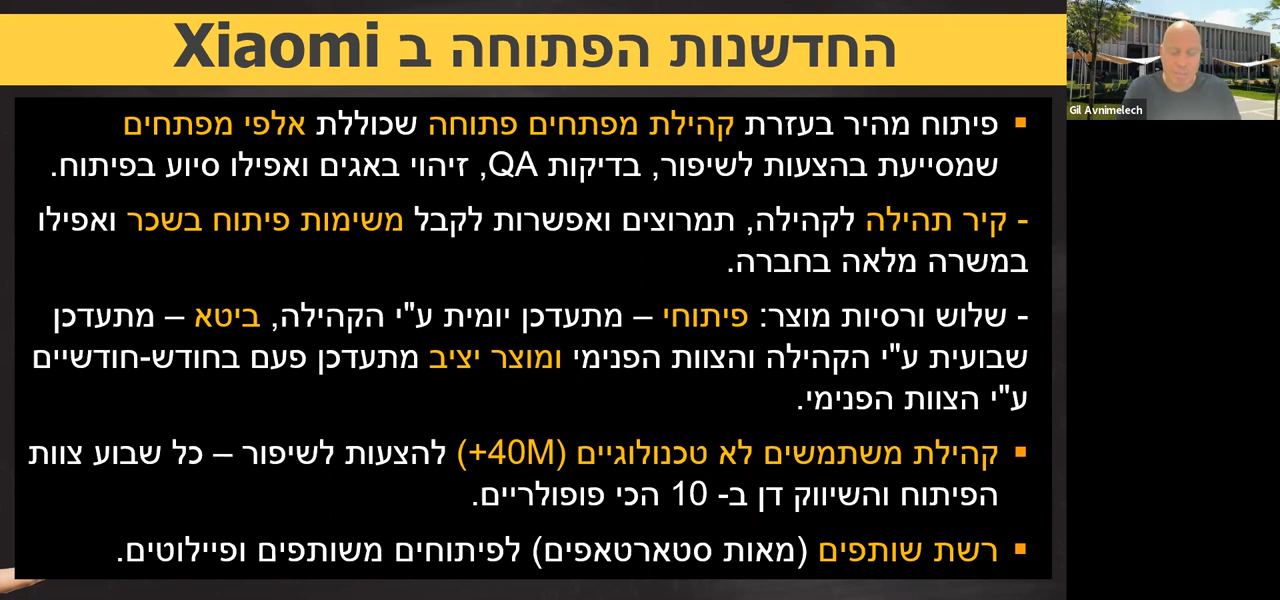 החדשנות הפתוחה ב Xiaomi
Gil Avnimelech
▪ פיתוח מהיר בעזרת קהילת מפתחים פתוחה שכוללת אלפי מפתחים
שמסייעת בהצעות לשיפור, בדיקות QA, זיהוי באגים ואפילו סיוע בפיתוח.
- קיר תהילה לקהילה, תמרוצים ואפשרות לקבל משימות פיתוח בשכר ואפילו
במשרה מלאה בחברה.
- שלוש ורסיות מוצר: פיתוחי – מתעדכן יומית ע"י הקהילה, ביטא – מתעדכן
שבועית ע"י הקהילה והצוות הפנימי ומוצר יציב מתעדכן פעם בחודש-חודשיים
ע"י הצוות הפנימי.
▪ קהילת משתמשים לא טכנולוגיים (40M+) להצעות לשיפור – כל שבוע צוות
הפיתוח והשיווק דן ב- 10 הכי פופולריים.
▪ רשת שותפים (מאות סטארטאפים) לפיתוחים משותפים ופיילוטים.